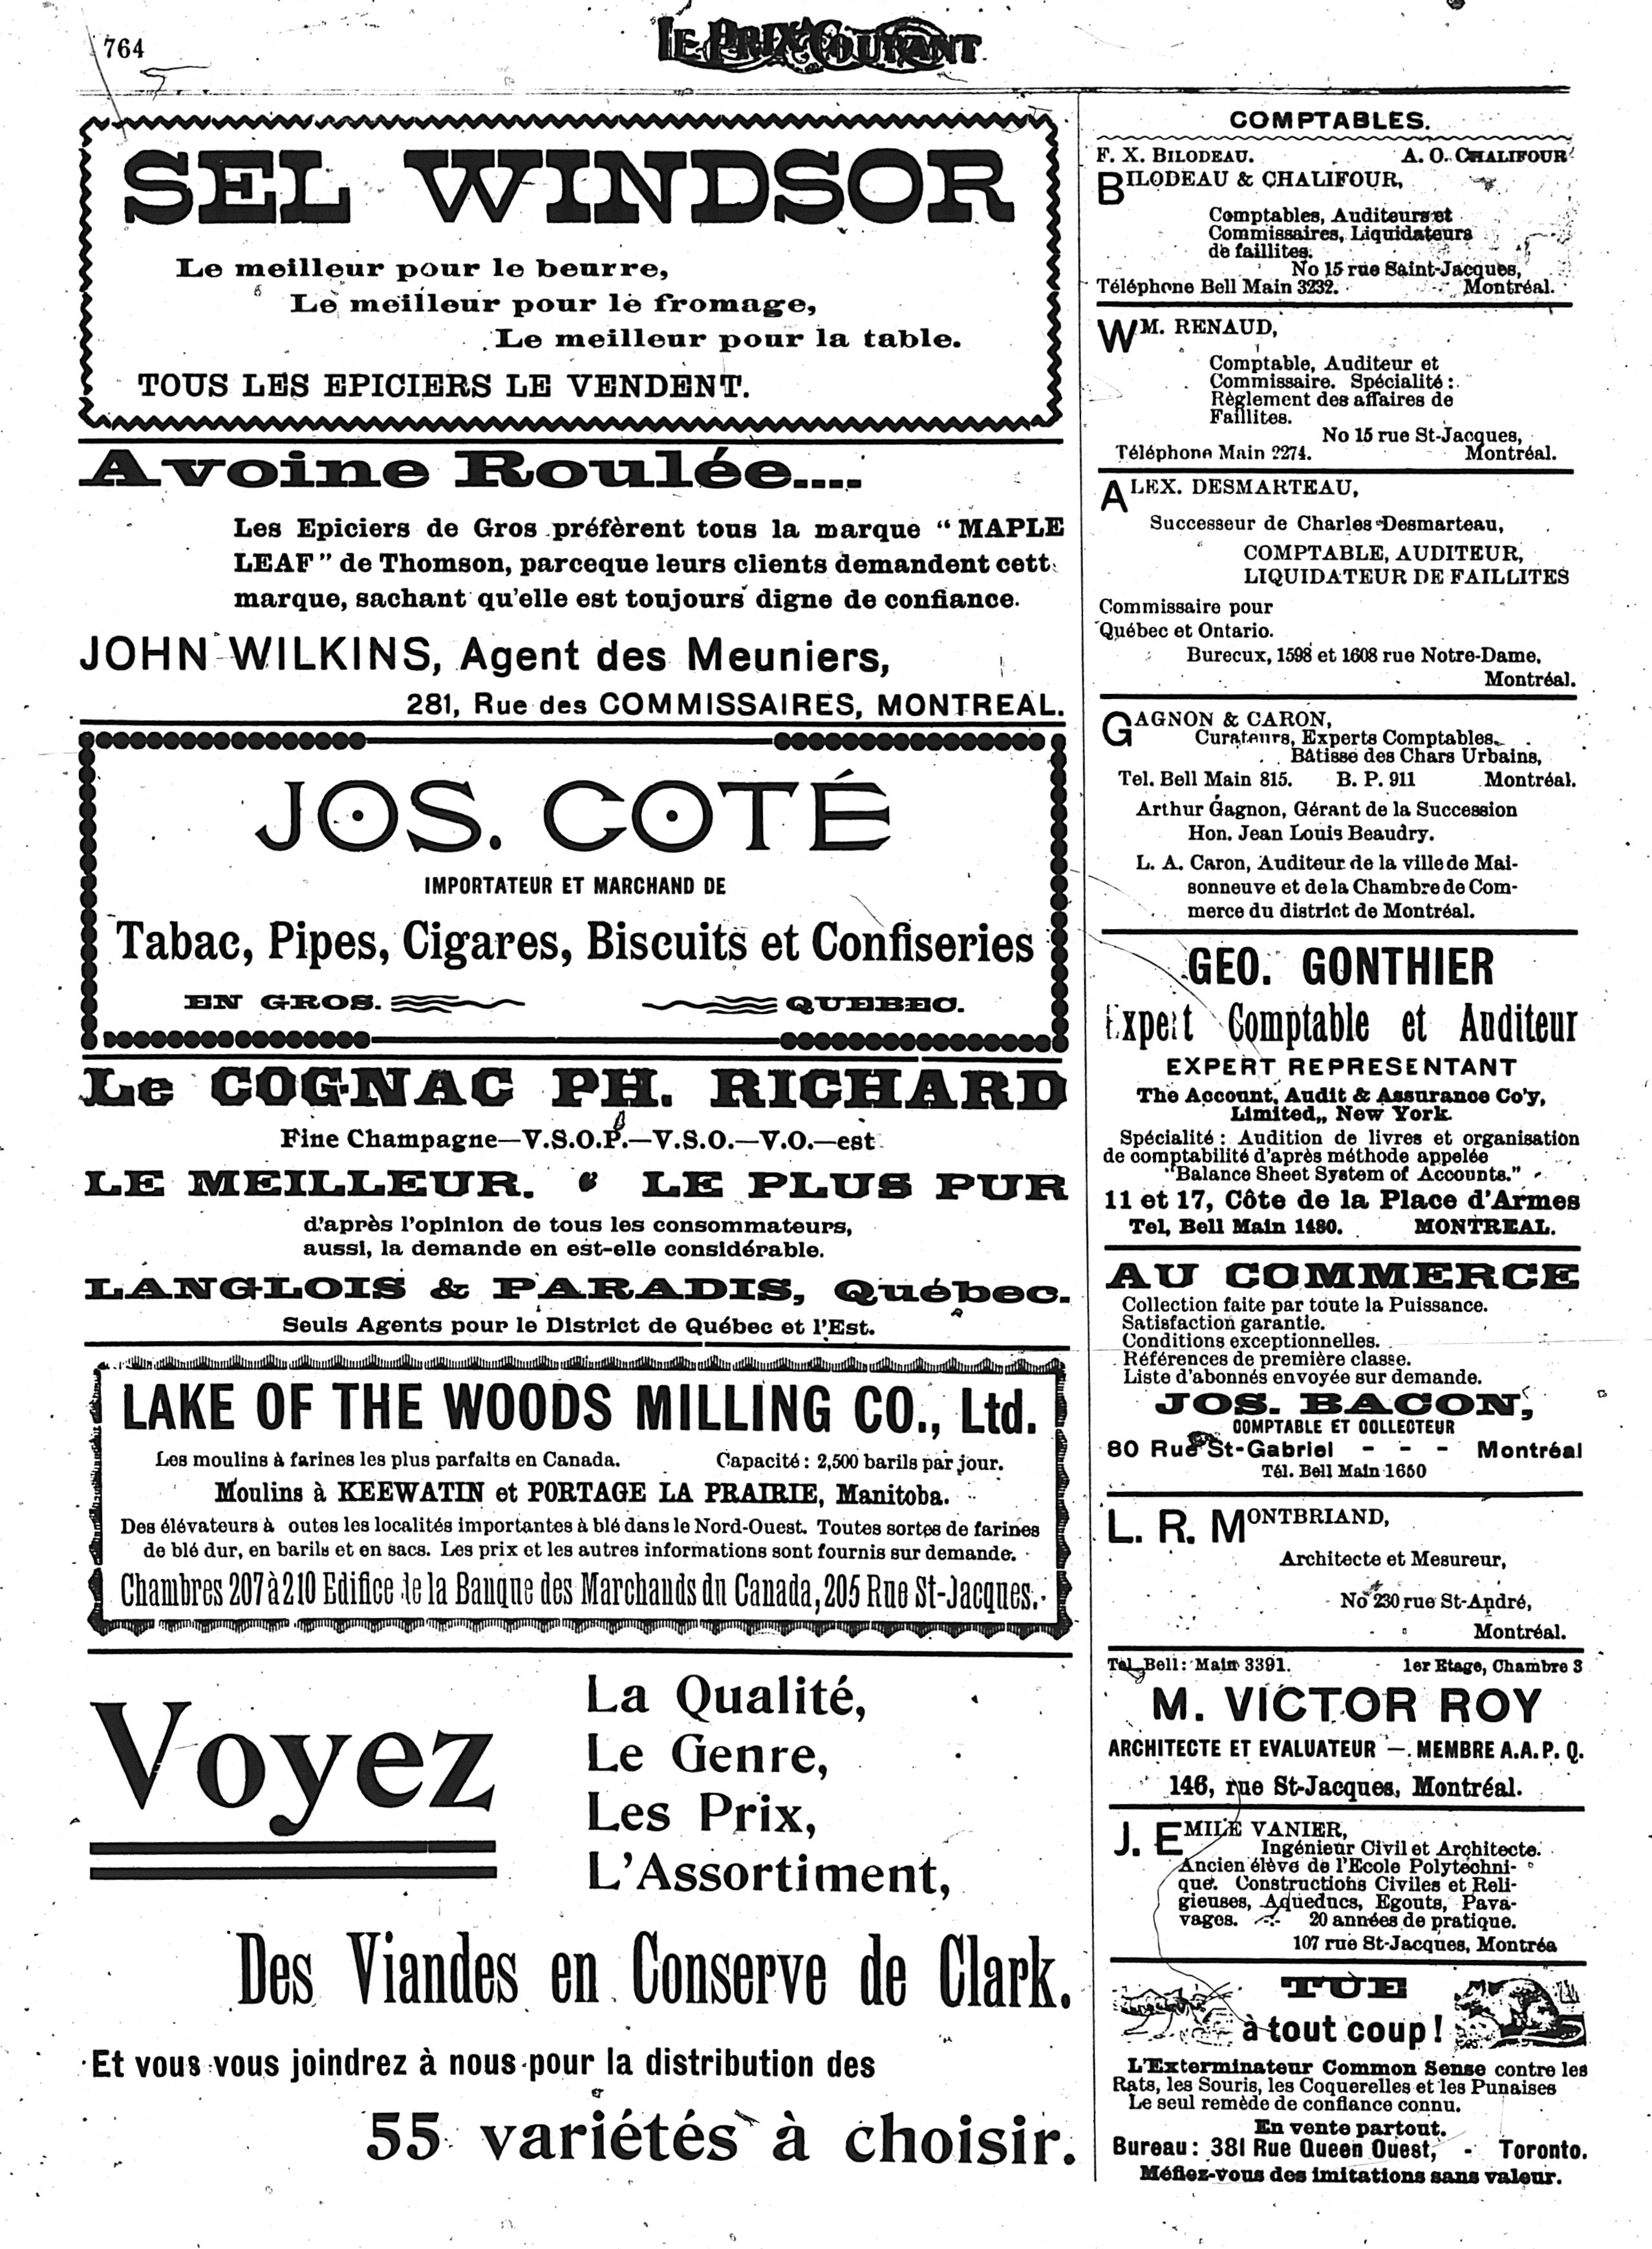 764
LE PRIX COURANT
SEL WINDSOR
Le meilleur pour le beurre,
Le meilleur pour le fromage,
Le meilleur pour la table.
TOUS LES EPICIERS LE VENDENT.
Avoine Roulée....
Les Epiciers de Gros préfèrent tous la marque “MAPLE
LEAF” de Thomson, parceque leurs clients demandent cett
marque, sachant qu'elle est toujours digne de confiance.
JOHN WILKINS, Agent des Meuniers,
281, Rue des COMMISSAIRES, MONTREAL.
JOS. COTÉ
IMPORTATEUR ET MARCHAND DE
Tabac, Pipes, Cigares, Biscuits et Confiseries
EN GROS. QUEBEC.
Le COGNAC PH. RICHARD
Fine Champagne—V.S.O.P.—V.S.O.—V.O.—est
LE MEILLEUR. LE PLUS PUR
d'après l'opinion de tous les consommateurs,
aussi, la demande en est-elle considérable.
LANGLOIS & PARADIS, Québec.
Seuls Agents pour le District de Québec et l'Est.
LAKE OF THE WOODS MILLING CO., Ltd.
Les moulins à farines les plus parfaits en Canada. Capacité : 2,500 barils par jour.
Moulins à KEEWATIN et PORTAGE LA PRAIRIE, Manitoba.
Des élévateurs à outes les localités importantes à blé dans le Nord-Ouest. Toutes sortes de farines
de blé dur, en barils et en sacs. Les prix et les autres informations sont fournis sur demande.
Chambres 207 à 210 Edifice de la Banque des Marchands du Canada, 205 Rue St-Jacques.
Voyez
La Qualité,
Le Genre,
Les Prix,
L'Assortiment,
Des Viandes en Conserve de Clark.
Et vous vous joindrez à nous pour la distribution des
55 variétés à choisir.
COMPTABLES.
F. X. BILODEAU. A. O. CHALIFOUR
BILODEAU & CHALIFOUR,
Comptables, Auditeurs et
Commissaires, Liquidateurs
de faillites.
No 15 rue Saint-Jacques,
Téléphone Bell Main 3232. Montréal.
WM. RENAUD,
Comptable, Auditeur et
Commissaire. Spécialité :
Règlement des affaires de
Faillites.
No 15 rue St-Jacques,
Téléphone Main 2274. Montréal.
ALEX. DESMARTEAU,
Successeur de Charles Desmarteau,
COMPTABLE, AUDITEUR,
LIQUIDATEUR DE FAILLITES
Commissaire pour
Québec et Ontario.
Burecux, 1598 et 1608 rue Notre-Dame,
Montréal.
GAGNON & CARON,
Curateurs, Experts Comptables,
Bâtisse des Chars Urbains,
Tel. Bell Main 815. B. P. 911 Montréal.
Arthur Gagnon, Gérant de la Succession
Hon. Jean Louis Beaudry.
L. A. Caron, Auditeur de la ville de Mai-
sonneuve et de la Chambre de Com-
merce du district de Montréal.
GEO. GONTHIER
Expert Comptable et Auditeur
EXPERT REPRESENTANT
The Account, Audit & Assurance Co'y,
Limited,, New York.
Spécialité : Audition de livres et organisation
de comptabilité d'après méthode appelée
“Balance Sheet System of Accounts.”
11 et 17, Côte de la Place d'Armes
Tel, Bell Main 1480. MONTREAL.
AU COMMERCE
Collection faite par toute la Puissance.
Satisfaction garantie.
Conditions exceptionnelles.
Références de première classe.
Liste d'abonnés envoyée sur demande.
JOS. BACON,
COMPTABLE ET COLLECTEUR
80 Rue St-Gabriel - - - Montréal
Tél. Bell Main 1650
L. R. MONTBRIAND,
Architecte et Mesureur,
No 230 rue St-André,
Montréal.
Tel. Bell : Main 3391. 1er Etage, Chambre 3
M. VICTOR ROY
ARCHITECTE ET EVALUATEUR — MEMBRE A. A. P. Q.
146, rue St-Jacques, Montréal.
J. EMILE VANIER,
Ingénieur Civil et Architecte.
Ancien élève de l'Ecole Polytechni-
que. Constructions Civiles et Reli-
gieuses, Aqueducs, Egouts, Pava-
vages. 20 années de pratique.
107 rue St-Jacques, Montréa
TUE
à tout coup !
L'Exterminateur Common Sense contre les
Rats, les Souris, les Coquerelles et les Punaises
Le seul remède de confiance connu.
En vente partout.
Bureau : 381 Rue Queen Ouest, - Toronto.
Méfiez-vous des imitations sans valeur.